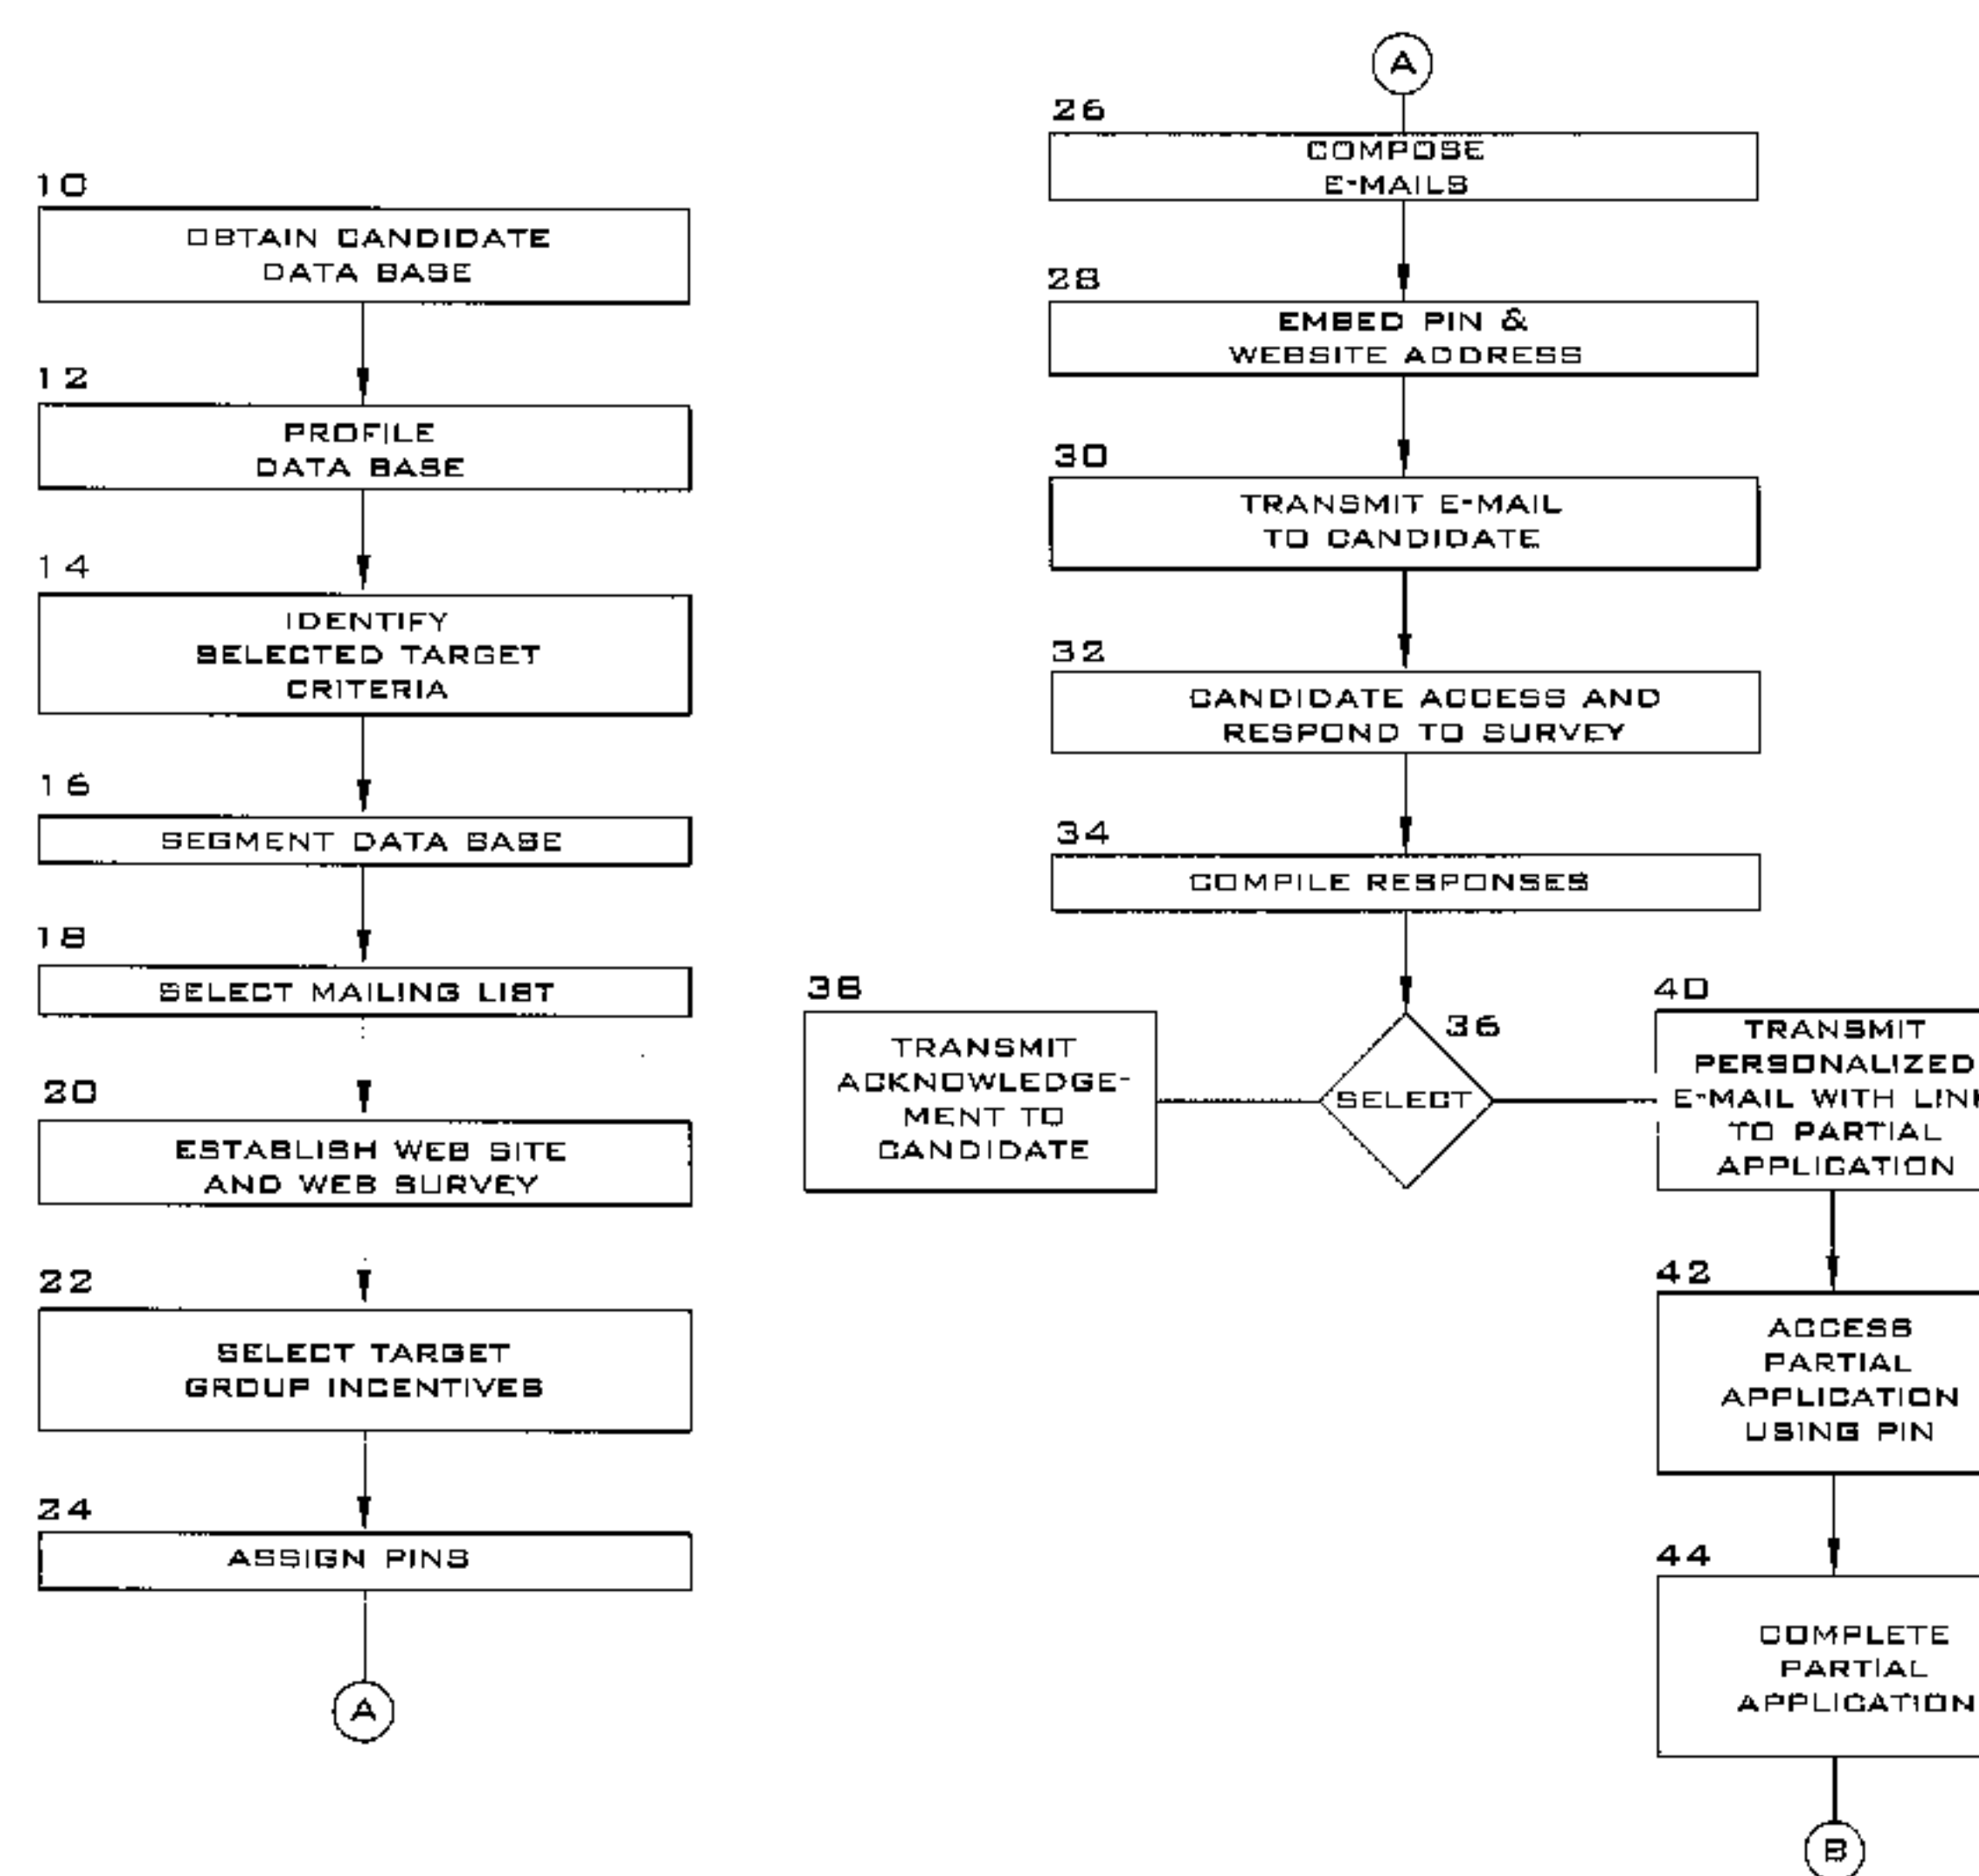 10
OBTAIN CANDIDATE
DATA BASE
12
PROFILE
DATA BASE
14
IDENTIFY
SELECTED TARGET
CRITERIA
16
SEGMENT DATA BASE
18
SELECT MAILING LIST
20
ESTABLISH WEB SITE
AND WEB SURVEY
22
SELECT TARGET
GROUP INCENTIVES
24
ASSIGN PINS
A
A
26
COMPOSE
E-MAILS
28
EMBED PIN &
WEBSITE ADDRESS
30
TRANSMIT E-MAIL
TO CANDIDATE
32
CANDIDATE ACCESS AND
RESPOND TO SURVEY
34
COMPILE RESPONSES
36
SELECT
38
TRANSMIT
ACKNOWLEDGE-
MENT TO
CANDIDATE
40
TRANSMIT
PERSONALIZED
E-MAIL WITH LINK
TO PARTIAL
APPLICATION
42
ACCESS
PARTIAL
APPLICATION
USING PIN
44
COMPLETE
PARTIAL
APPLICATION
B